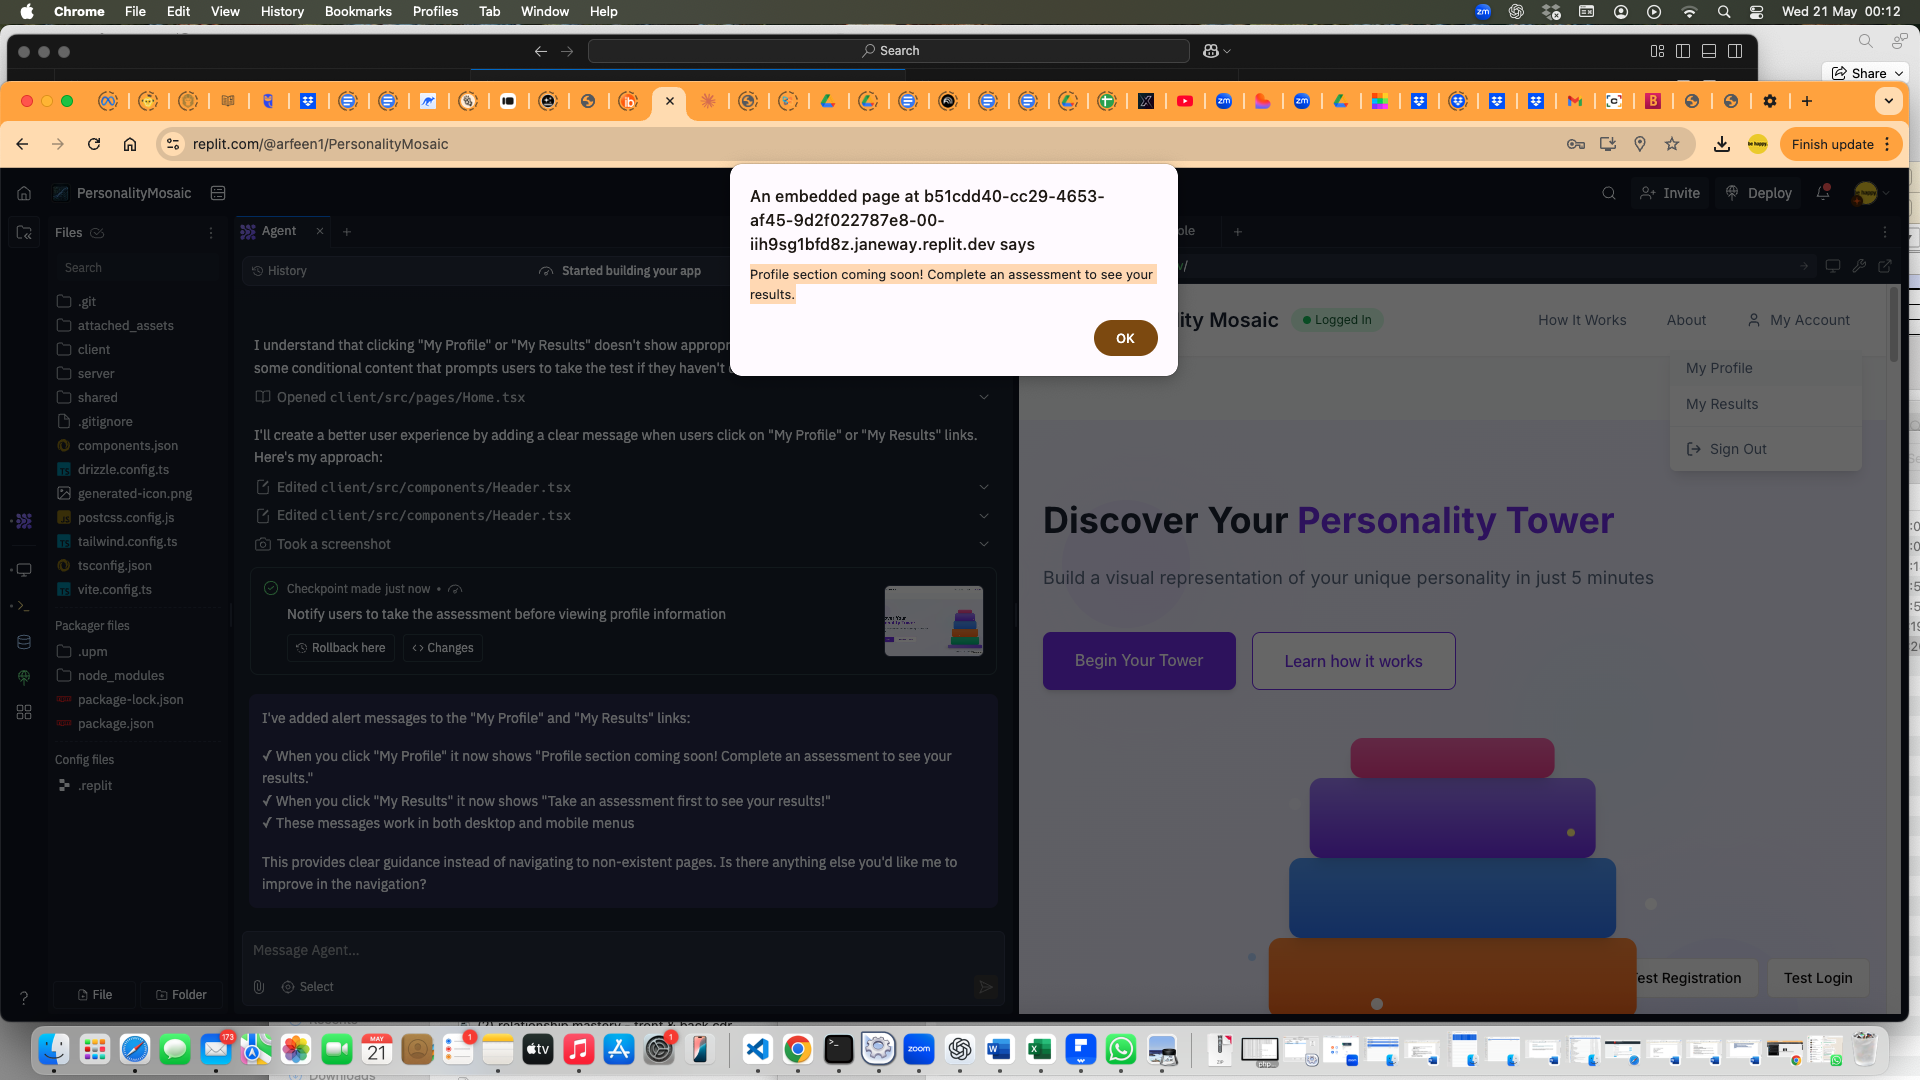 Chrome File Edit View History Bookmarks Profiles Tab Window Help
Wed 21 May 00:12
Search
Share
replit.com/@arfeen1/PersonalityMosaic
Finish update
PersonalityMosaic
Invite
Deploy
Files
Search
.git
attached_assets
client
server
shared
.gitignore
components.json
drizzle.config.ts
generated-icon.png
postcss.config.js
tailwind.config.ts
tsconfig.json
vite.config.ts
Packager files
.upm
node_modules
package-lock.json
package.json
Config files
.replit
File
Folder
Agent
History
Started building your app
I understand that clicking "My Profile" or "My Results" doesn't show
some conditional content that prompts users to take the test if they haven't
Opened client/src/pages/Home.tsx
I'll create a better user experience by adding a clear message when users click on "My Profile" or "My Results" links.
Here's my approach:
Edited client/src/components/Header.tsx
Edited client/src/components/Header.tsx
Took a screenshot
Checkpoint made just now
Notify users to take the assessment before viewing profile information
Rollback here
Changes
I've added alert messages to the "My Profile" and "My Results" links:
✓ When you click "My Profile" it now shows "Profile section coming soon! Complete an assessment to see your
results."
✓ When you click "My Results" it now shows "Take an assessment first to see your results!"
✓ These messages work in both desktop and mobile menus
This provides clear guidance instead of navigating to non-existent pages. Is there anything else you'd like me to
improve in the navigation?
Message Agent...
Select
An embedded page at b51cdd40-cc29-4653-
af45-9d2f022787e8-00-
iih9sg1bfd8z.janeway.replit.dev says
Profile section coming soon! Complete an assessment to see your
results.
OK
ity Mosaic
Logged In
How It Works
About
My Account
My Profile
My Results
Sign Out
Discover Your Personality Tower
Build a visual representation of your unique personality in just 5 minutes
Begin Your Tower
Learn how it works
Test Registration
Test Login
173
MAY
21
1
tv
1
zoom